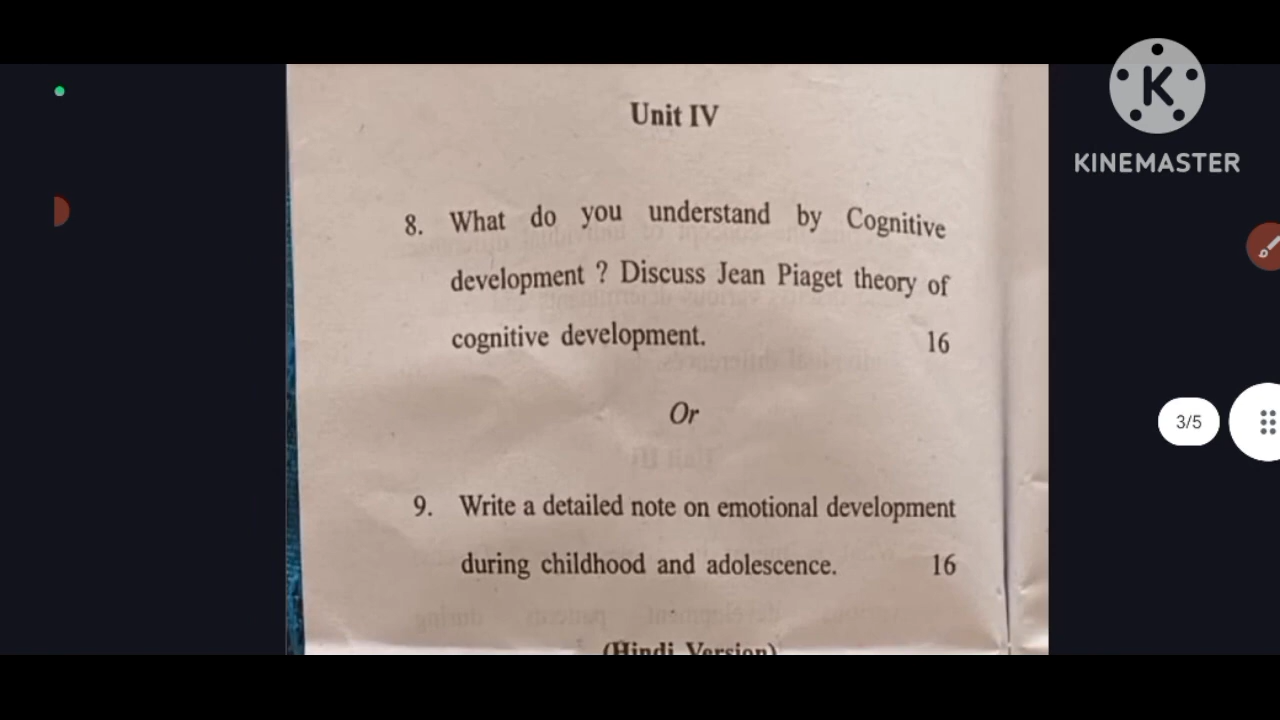 K
KINEMASTER
Unit IV
8. What do you understand by Cognitive
development ? Discuss Jean Piaget theory of
cognitive development. 16
Or
9. Write a detailed note on emotional development
during childhood and adolescence. 16
(Hindi Version)
3/5